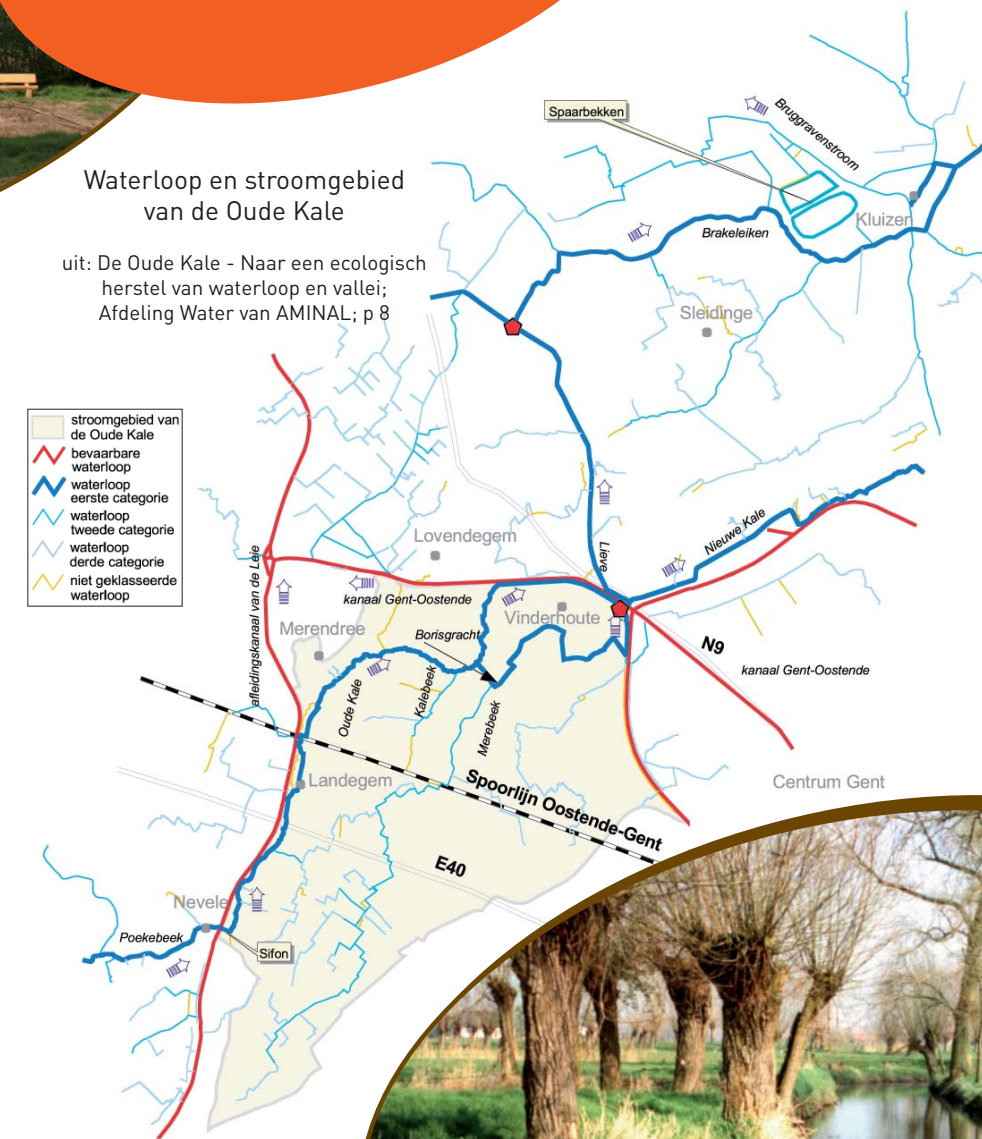 Waterloop en stroomgebied
van de Oude Kale
uit: De Oude Kale - Naar een ecologisch
herstel van waterloop en vallei;
Afdeling Water van AMINAL; p 8
stroomgebied van
de Oude Kale
bevaarbare
waterloop
waterloop
eerste categorie
waterloop
tweede categorie
waterloop
derde categorie
niet geklasseerde
waterloop
Spaarbekken
Bruggravenstroom
Kluizen
Brakeleiken
Sleidinge
Lovendegem
Lieve
Nieuwe Kale
afleidingskanaal van de Leie
kanaal Gent-Oostende
Vinderhoute
Merendree
Borisgracht
N9
kanaal Gent-Oostende
Oude Kale
Kalebeek
Merebeek
Landegem
Spoorlijn Oostende-Gent
Centrum Gent
E40
Nevele
Poekebeek
Sifon